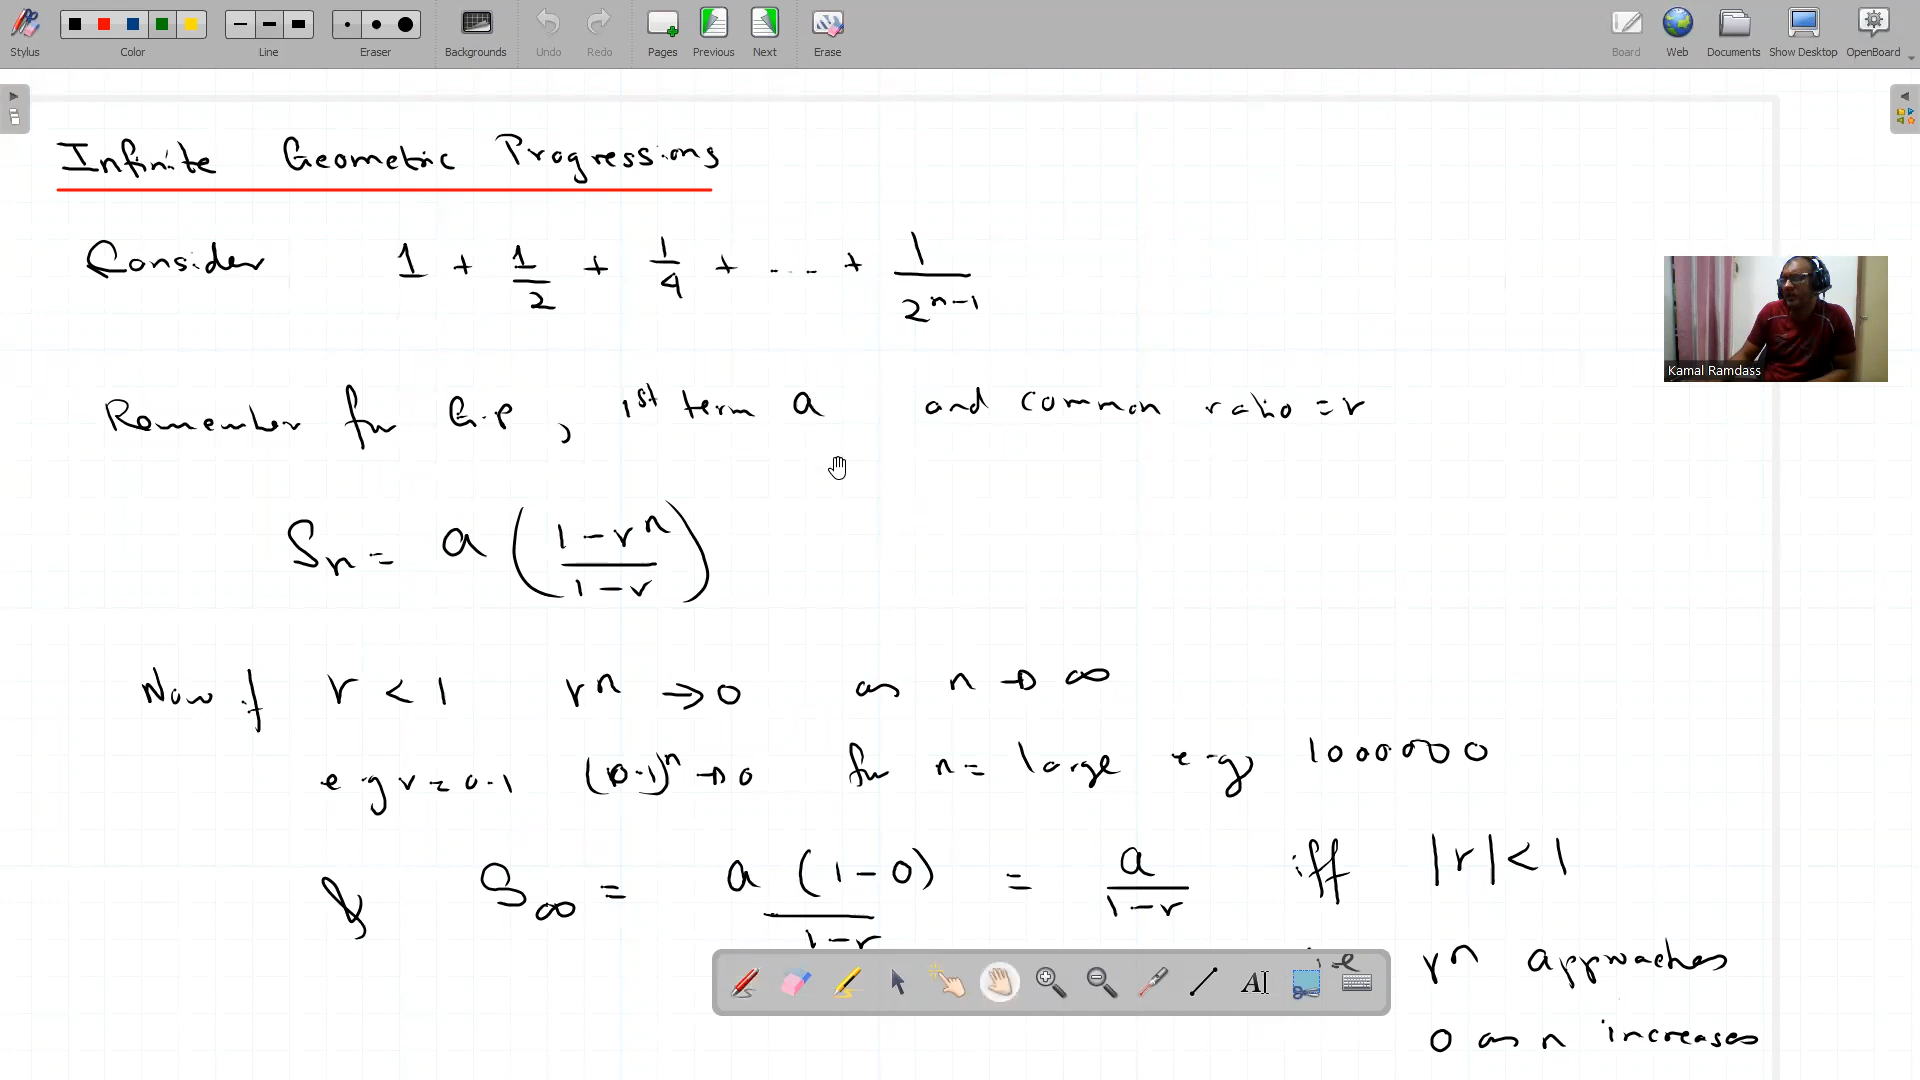 Stylus Color Line Eraser Backgrounds Undo Redo Pages Previous Next Erase Board Web Documents Show Desktop OpenBoard
Infinite Geometric Progressions
Consider 1 + 1/2 + 1/4 + .... + 1/2^(n-1)
Kamal Ramdass
Remember for G.P , 1st term a and common ratio = r
Sn = a ((1-r^n)/(1-r))
Now if r < 1 r^n → 0 as n → ∞
e.g r = 0.1 (0.1)^n → 0 for n = large e.g 1000000
& S∞ = a (1-0)/(1-r) = a/(1-r) iff |r| < 1
i.e r^n approaches
0 as n increases
AI